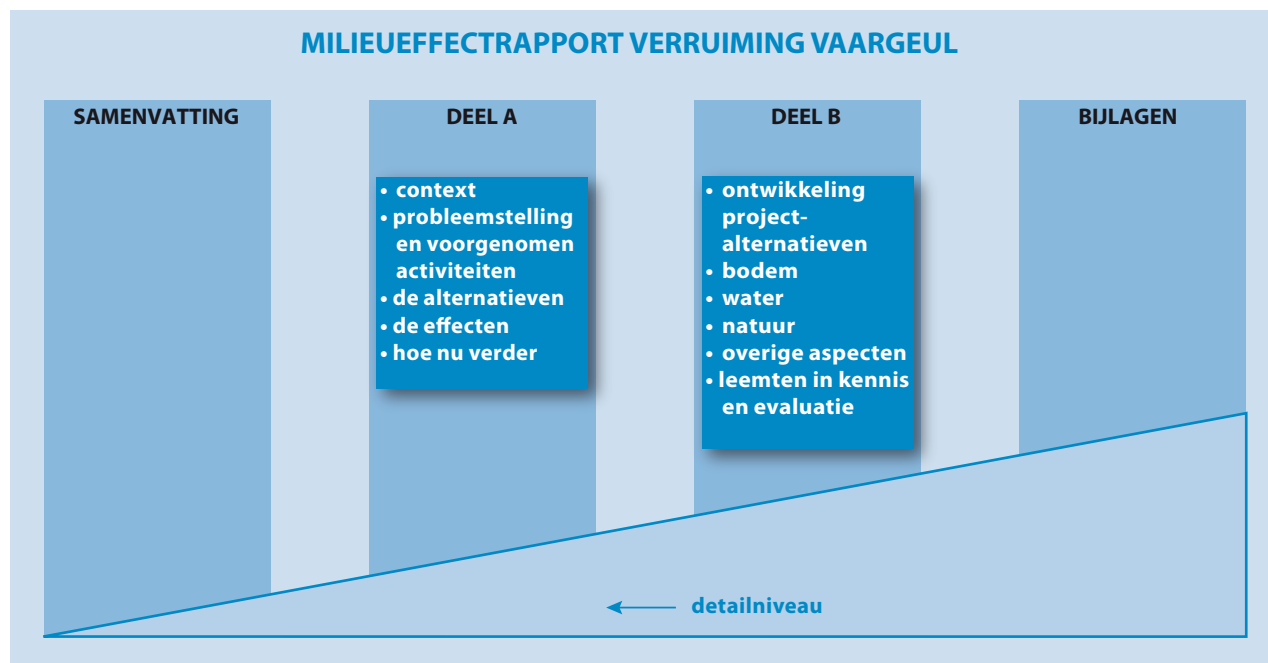 MILIEUEFFECTRAPPORT VERRUIMING VAARGEUL
SAMENVATTING
DEEL A
• context
• probleemstelling
en voorgenomen
activiteiten
• de alternatieven
• de effecten
• hoe nu verder
DEEL B
• ontwikkeling
project-
alternatieven
• bodem
• water
• natuur
• overige aspecten
• leemten in kennis
en evaluatie
BIJLAGEN
detailniveau